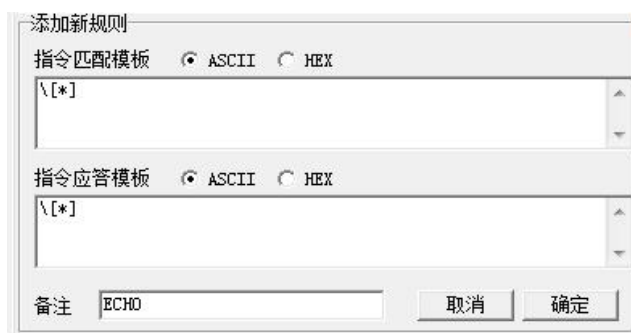 添加新规则
指令匹配模板 ASCII HEX
\[*]
指令应答模板 ASCII HEX
\[*]
备注 ECHO 取消 确定